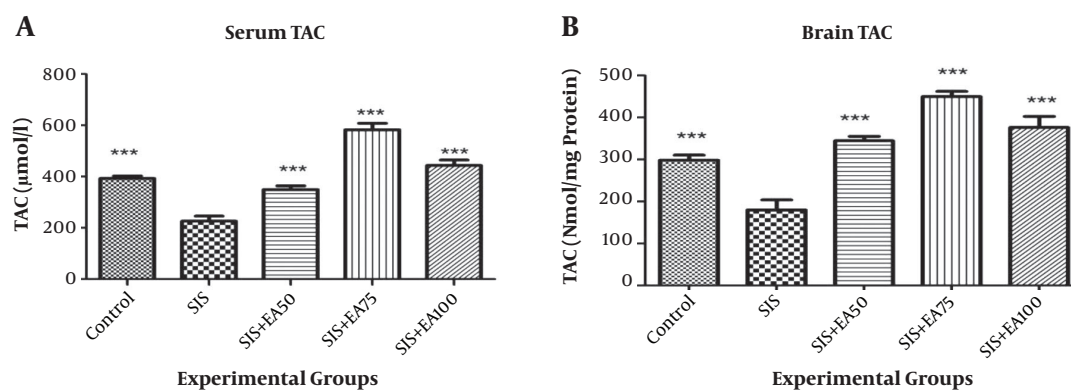 A
Serum TAC
TAC (µmol/l)
800
600
400
200
0
***
***
***
***
Control
SIS
SIS+EA50
SIS+EA75
SIS+EA100
Experimental Groups
B
Brain TAC
TAC (Nmol/mg Protein)
500
400
300
200
100
0
***
***
***
***
Control
SIS
SIS+EA50
SIS+EA75
SIS+EA100
Experimental Groups